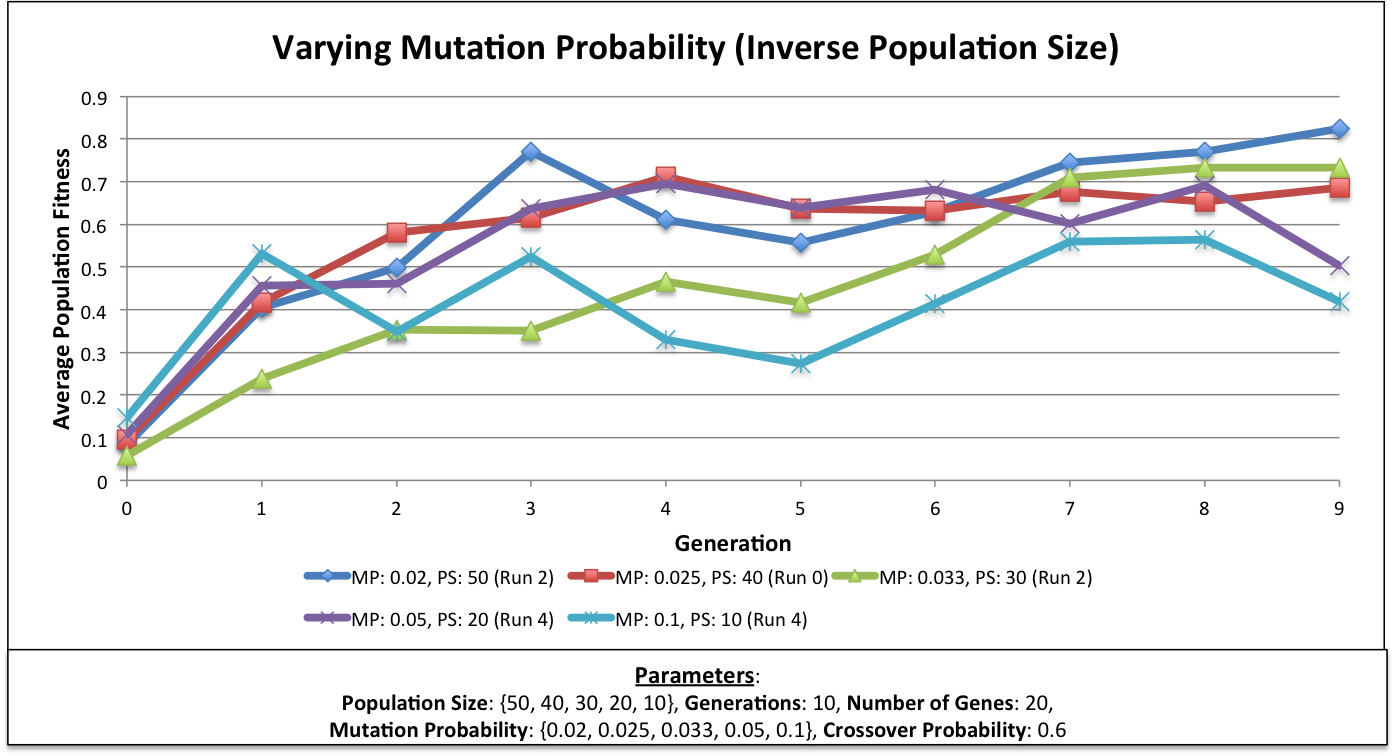 Varying Mutation Probability (Inverse Population Size)
Average Population Fitness
0.9
0.8
0.7
0.6
0.5
0.4
0.3
0.2
0.1
0
0 1 2 3 4 5 6 7 8 9
Generation
MP: 0.02, PS: 50 (Run 2) MP: 0.025, PS: 40 (Run 0) MP: 0.033, PS: 30 (Run 2)
MP: 0.05, PS: 20 (Run 4) MP: 0.1, PS: 10 (Run 4)
Parameters:
Population Size: {50, 40, 30, 20, 10}, Generations: 10, Number of Genes: 20,
Mutation Probability: {0.02, 0.025, 0.033, 0.05, 0.1}, Crossover Probability: 0.6